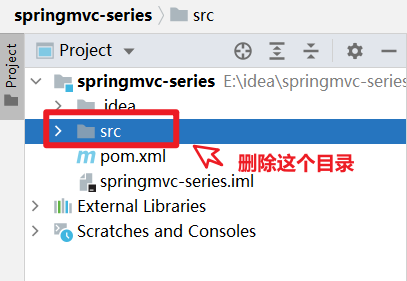 springmvc-series
src
Project
Project
springmvc-series E:\idea\springmvc-series
.idea
src
删除这个目录
pom.xml
springmvc-series.iml
External Libraries
Scratches and Consoles